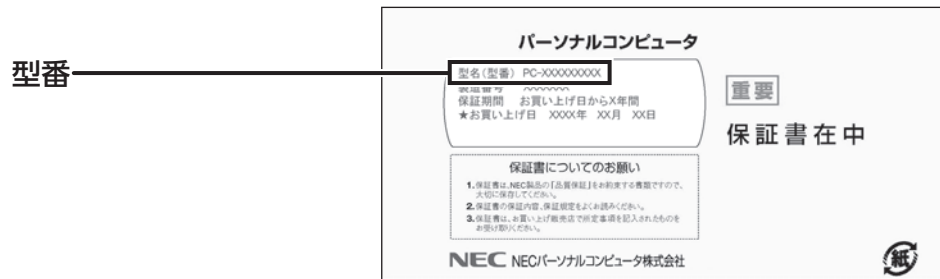 型番
パーソナルコンピュータ
型名(型番) PC-XXXXXXXXX
製造番号 XXXXXXX
保証期間 お買い上げ日からX年間
★お買い上げ日 XXXX年 XX月 XX日
重要
保証書在中
保証書についてのお願い
1.保証書は、NEC製品の「品質保証」をお約束する書類ですので、
大切に保存してください。
2.保証書の保証内容、保証規定をよくお読みください。
3.保証書は、お買い上げ販売店で所定事項を記入されたものを
お受け取りください。
NEC NECパーソナルコンピュータ株式会社
紙